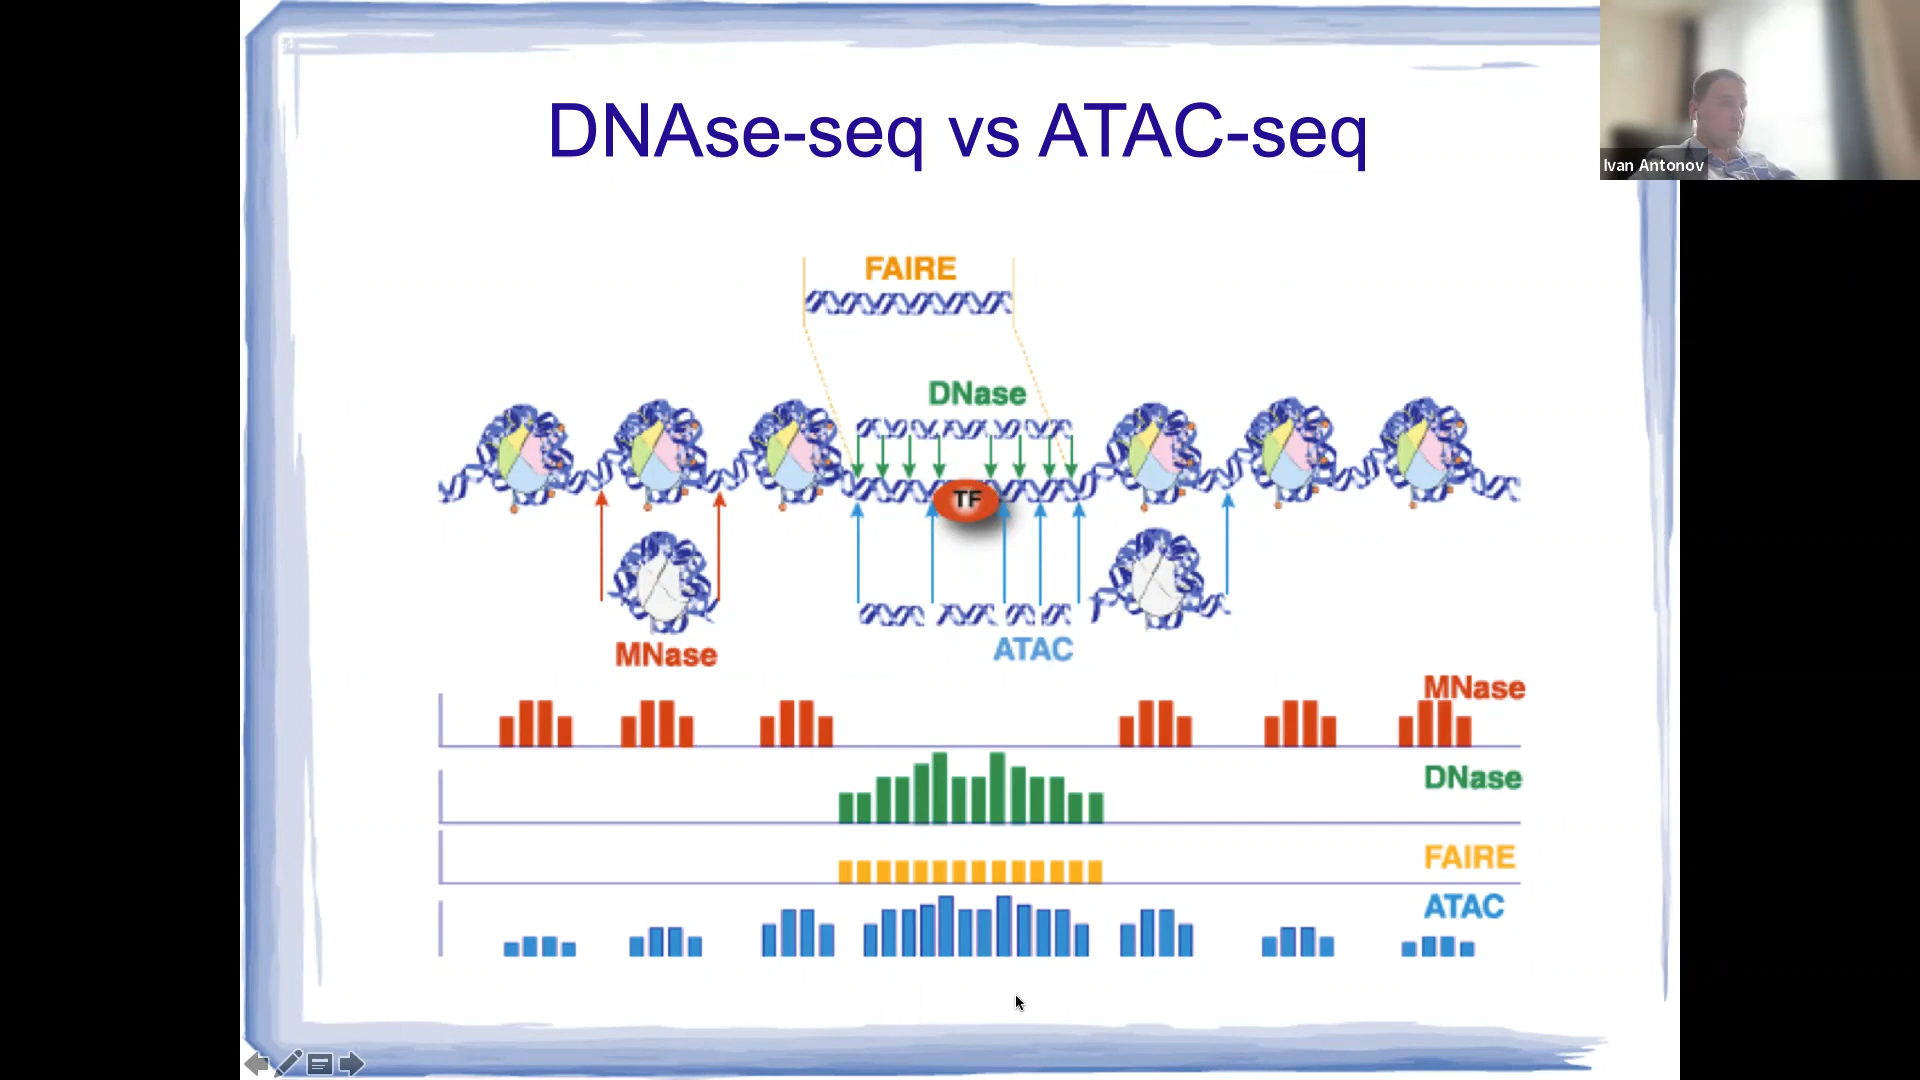 DNAse-seq vs ATAC-seq
Ivan Antonov
FAIRE
DNase
TF
MNase
ATAC
MNase
DNase
FAIRE
ATAC